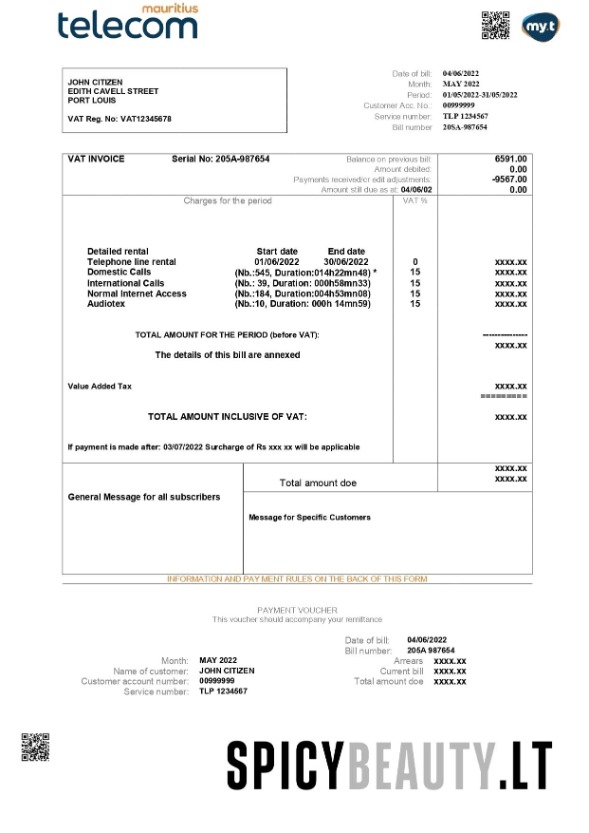 mauritius
telecom
my.t
JOHN CITIZEN
EDITH CAVELL STREET
PORT LOUIS
VAT Reg. No: VAT12345678
Date of bill: 04/06/2022
Month: MAY 2022
Period: 01/05/2022-31/05/2022
Customer Acc. No.: 00999999
Service number: TLP 1234567
Bill number 205A-987654
VAT INVOICE Serial No: 205A-987654 Balance on previous bill: 6591.00
Amount debited: 0.00
Payments received/cr edit adjustments: -9567.00
Amount still due as at: 04/06/02 0.00
Charges for the period VAT %
Detailed rental Start date End date
Telephone line rental 01/06/2022 30/06/2022 0 xxxx.xx
Domestic Calls (Nb.:545, Duration:014h22mn48) * 15 xxxx.xx
International Calls (Nb.: 39, Duration: 000h58mn33) 15 xxxx.xx
Normal Internet Access (Nb.:184, Duration:004h53mn08) 15 xxxx.xx
Audiotex (Nb.:10, Duration: 000h 14mn59) 15 xxxx.xx
TOTAL AMOUNT FOR THE PERIOD (before VAT): --------------
xxxx.xx
The details of this bill are annexed
Value Added Tax xxxx.xx
=========
TOTAL AMOUNT INCLUSIVE OF VAT: xxxx.xx
If payment is made after: 03/07/2022 Surcharge of Rs xxx xx will be applicable
xxxx.xx
Total amount doe xxxx.xx
General Message for all subscribers
Message for Specific Customers
INFORMATION AND PAY MENT RULES ON THE BACK OF THIS FORM
PAYMENT VOUCHER
This voucher should accompany your remittance
Date of bill: 04/06/2022
Bill number: 205A 987654
Month: MAY 2022 Arrears xxxx.xx
Name of customer: JOHN CITIZEN Current bill xxxx.xx
Customer account number: 00999999 Total amount doe xxxx.xx
Service number: TLP 1234567
SPICYBEAUTY.LT